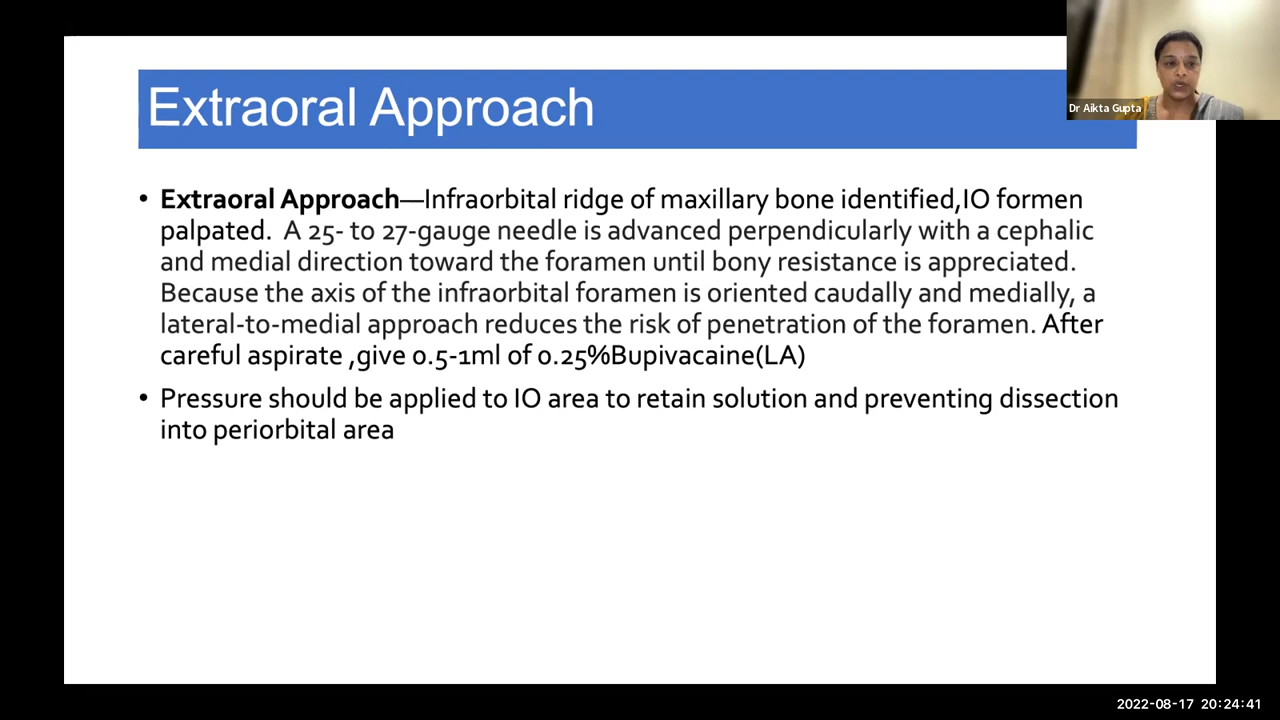 Extraoral Approach
Dr Aikta Gupta
• Extraoral Approach—Infraorbital ridge of maxillary bone identified,IO formen
palpated.  A 25- to 27-gauge needle is advanced perpendicularly with a cephalic
and medial direction toward the foramen until bony resistance is appreciated.
Because the axis of the infraorbital foramen is oriented caudally and medially, a
lateral-to-medial approach reduces the risk of penetration of the foramen. After
careful aspirate ,give 0.5-1ml of 0.25%Bupivacaine(LA)
• Pressure should be applied to IO area to retain solution and preventing dissection
into periorbital area
2022-08-17 20:24:41